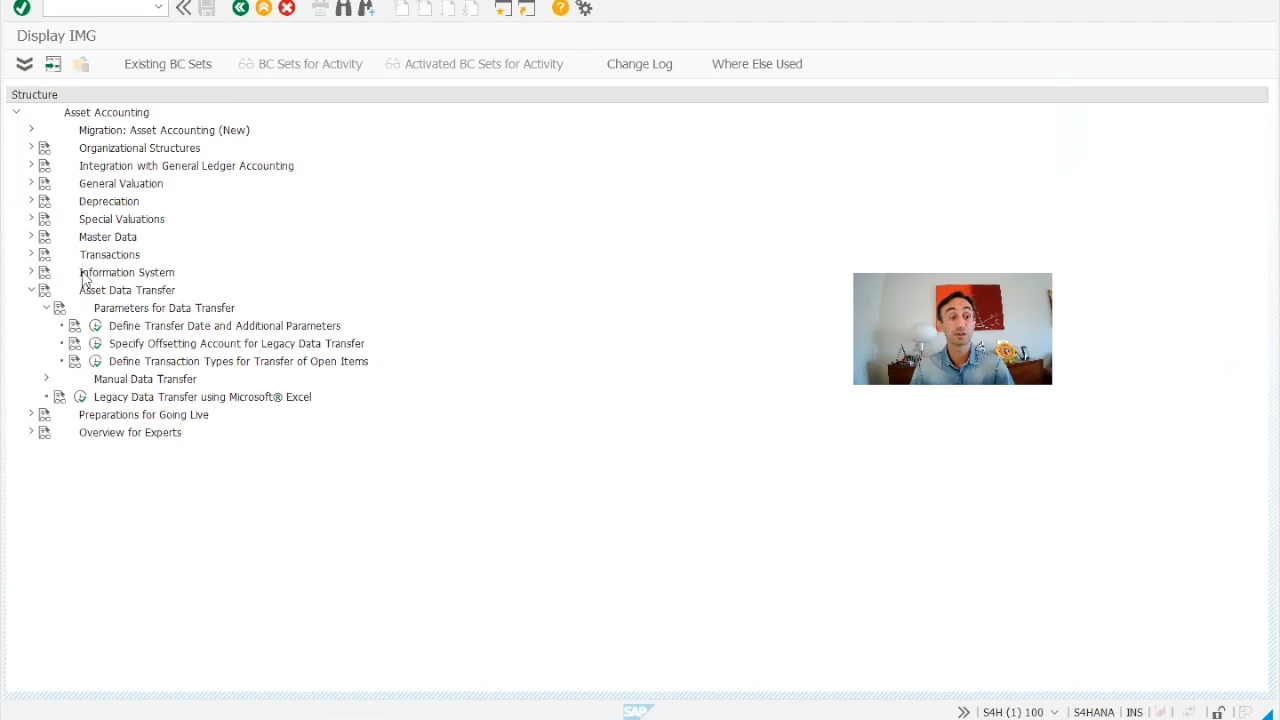 Display IMG
Existing BC Sets BC Sets for Activity Activated BC Sets for Activity Change Log Where Else Used
Structure
Asset Accounting
Migration: Asset Accounting (New)
Organizational Structures
Integration with General Ledger Accounting
General Valuation
Depreciation
Special Valuations
Master Data
Transactions
Information System
Asset Data Transfer
Parameters for Data Transfer
Define Transfer Date and Additional Parameters
Specify Offsetting Account for Legacy Data Transfer
Define Transaction Types for Transfer of Open Items
Manual Data Transfer
Legacy Data Transfer using Microsoft® Excel
Preparations for Going Live
Overview for Experts
SAP S4H (1) 100 S4HANA INS